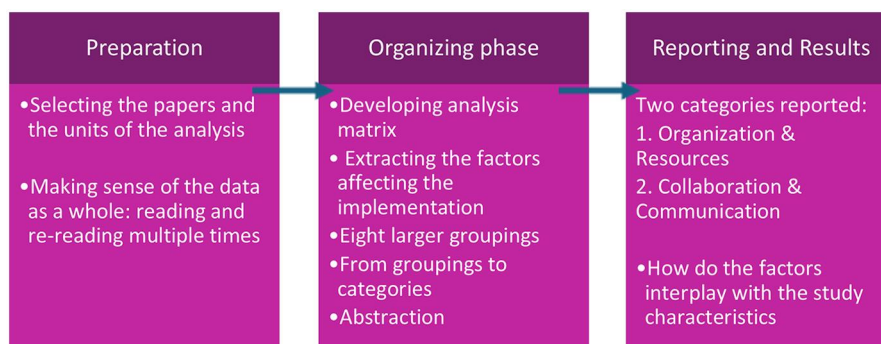 Preparation
•Selecting the papers and
the units of the analysis
•Making sense of the data
as a whole: reading and
re-reading multiple times
Organizing phase
•Developing analysis
matrix
• Extracting the factors
affecting the
implementation
•Eight larger groupings
•From groupings to
categories
•Abstraction
Reporting and Results
Two categories reported:
1. Organization &
Resources
2. Collaboration &
Communication
•How do the factors
interplay with the study
characteristics